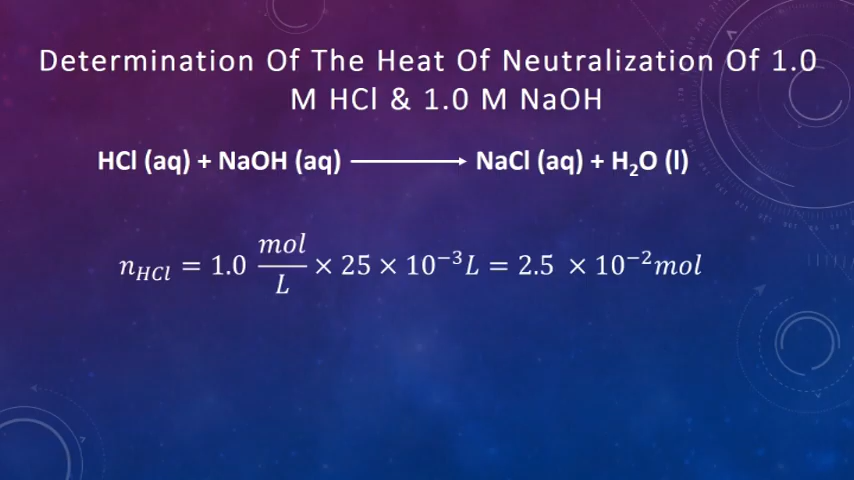 Determination Of The Heat Of Neutralization Of 1.0
M HCl & 1.0 M NaOH
HCl (aq) + NaOH (aq) ⟶ NaCl (aq) + H₂O (l)
n_HCl = 1.0 mol/L × 25 × 10⁻³L = 2.5 × 10⁻²mol